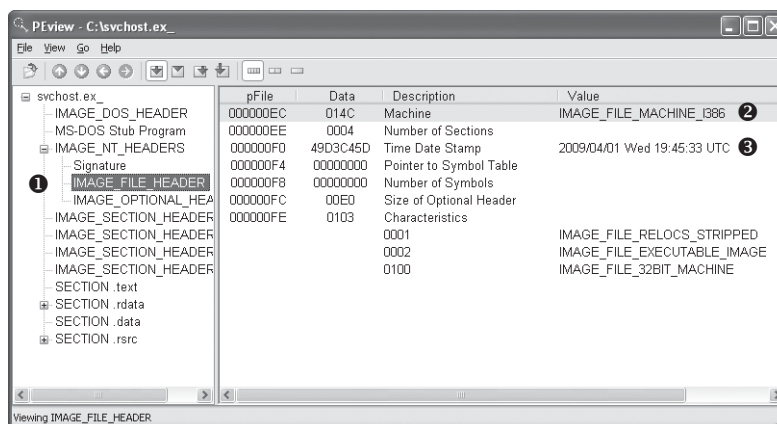 PEview - C:\svchost.ex_
File View Go Help
svchost.ex_
IMAGE_DOS_HEADER
MS-DOS Stub Program
IMAGE_NT_HEADERS
Signature
❶ IMAGE_FILE_HEADER
IMAGE_OPTIONAL_HEA
IMAGE_SECTION_HEADER
IMAGE_SECTION_HEADER
IMAGE_SECTION_HEADER
IMAGE_SECTION_HEADER
SECTION .text
SECTION .rdata
SECTION .data
SECTION .rsrc
pFile Data Description Value
000000EC 014C Machine IMAGE_FILE_MACHINE_I386 ❷
000000EE 0004 Number of Sections
000000F0 49D3C45D Time Date Stamp 2009/04/01 Wed 19:45:33 UTC ❸
000000F4 00000000 Pointer to Symbol Table
000000F8 00000000 Number of Symbols
000000FC 00E0 Size of Optional Header
000000FE 0103 Characteristics
0001 IMAGE_FILE_RELOCS_STRIPPED
0002 IMAGE_FILE_EXECUTABLE_IMAGE
0100 IMAGE_FILE_32BIT_MACHINE
Viewing IMAGE_FILE_HEADER